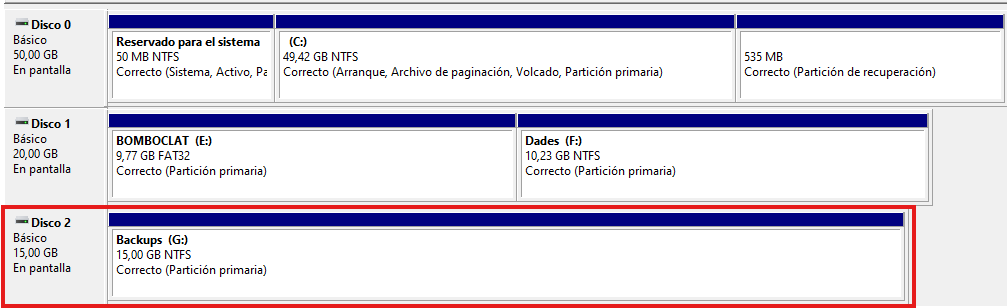 Disco 0
Básico
50,00 GB
En pantalla
Reservado para el sistema
50 MB NTFS
Correcto (Sistema, Activo, Pa
(C:)
49,42 GB NTFS
Correcto (Arranque, Archivo de paginación, Volcado, Partición primaria)
535 MB
Correcto (Partición de recuperación)
Disco 1
Básico
20,00 GB
En pantalla
BOMBOCLAT (E:)
9,77 GB FAT32
Correcto (Partición primaria)
Dades (F:)
10,23 GB NTFS
Correcto (Partición primaria)
Disco 2
Básico
15,00 GB
En pantalla
Backups (G:)
15,00 GB NTFS
Correcto (Partición primaria)